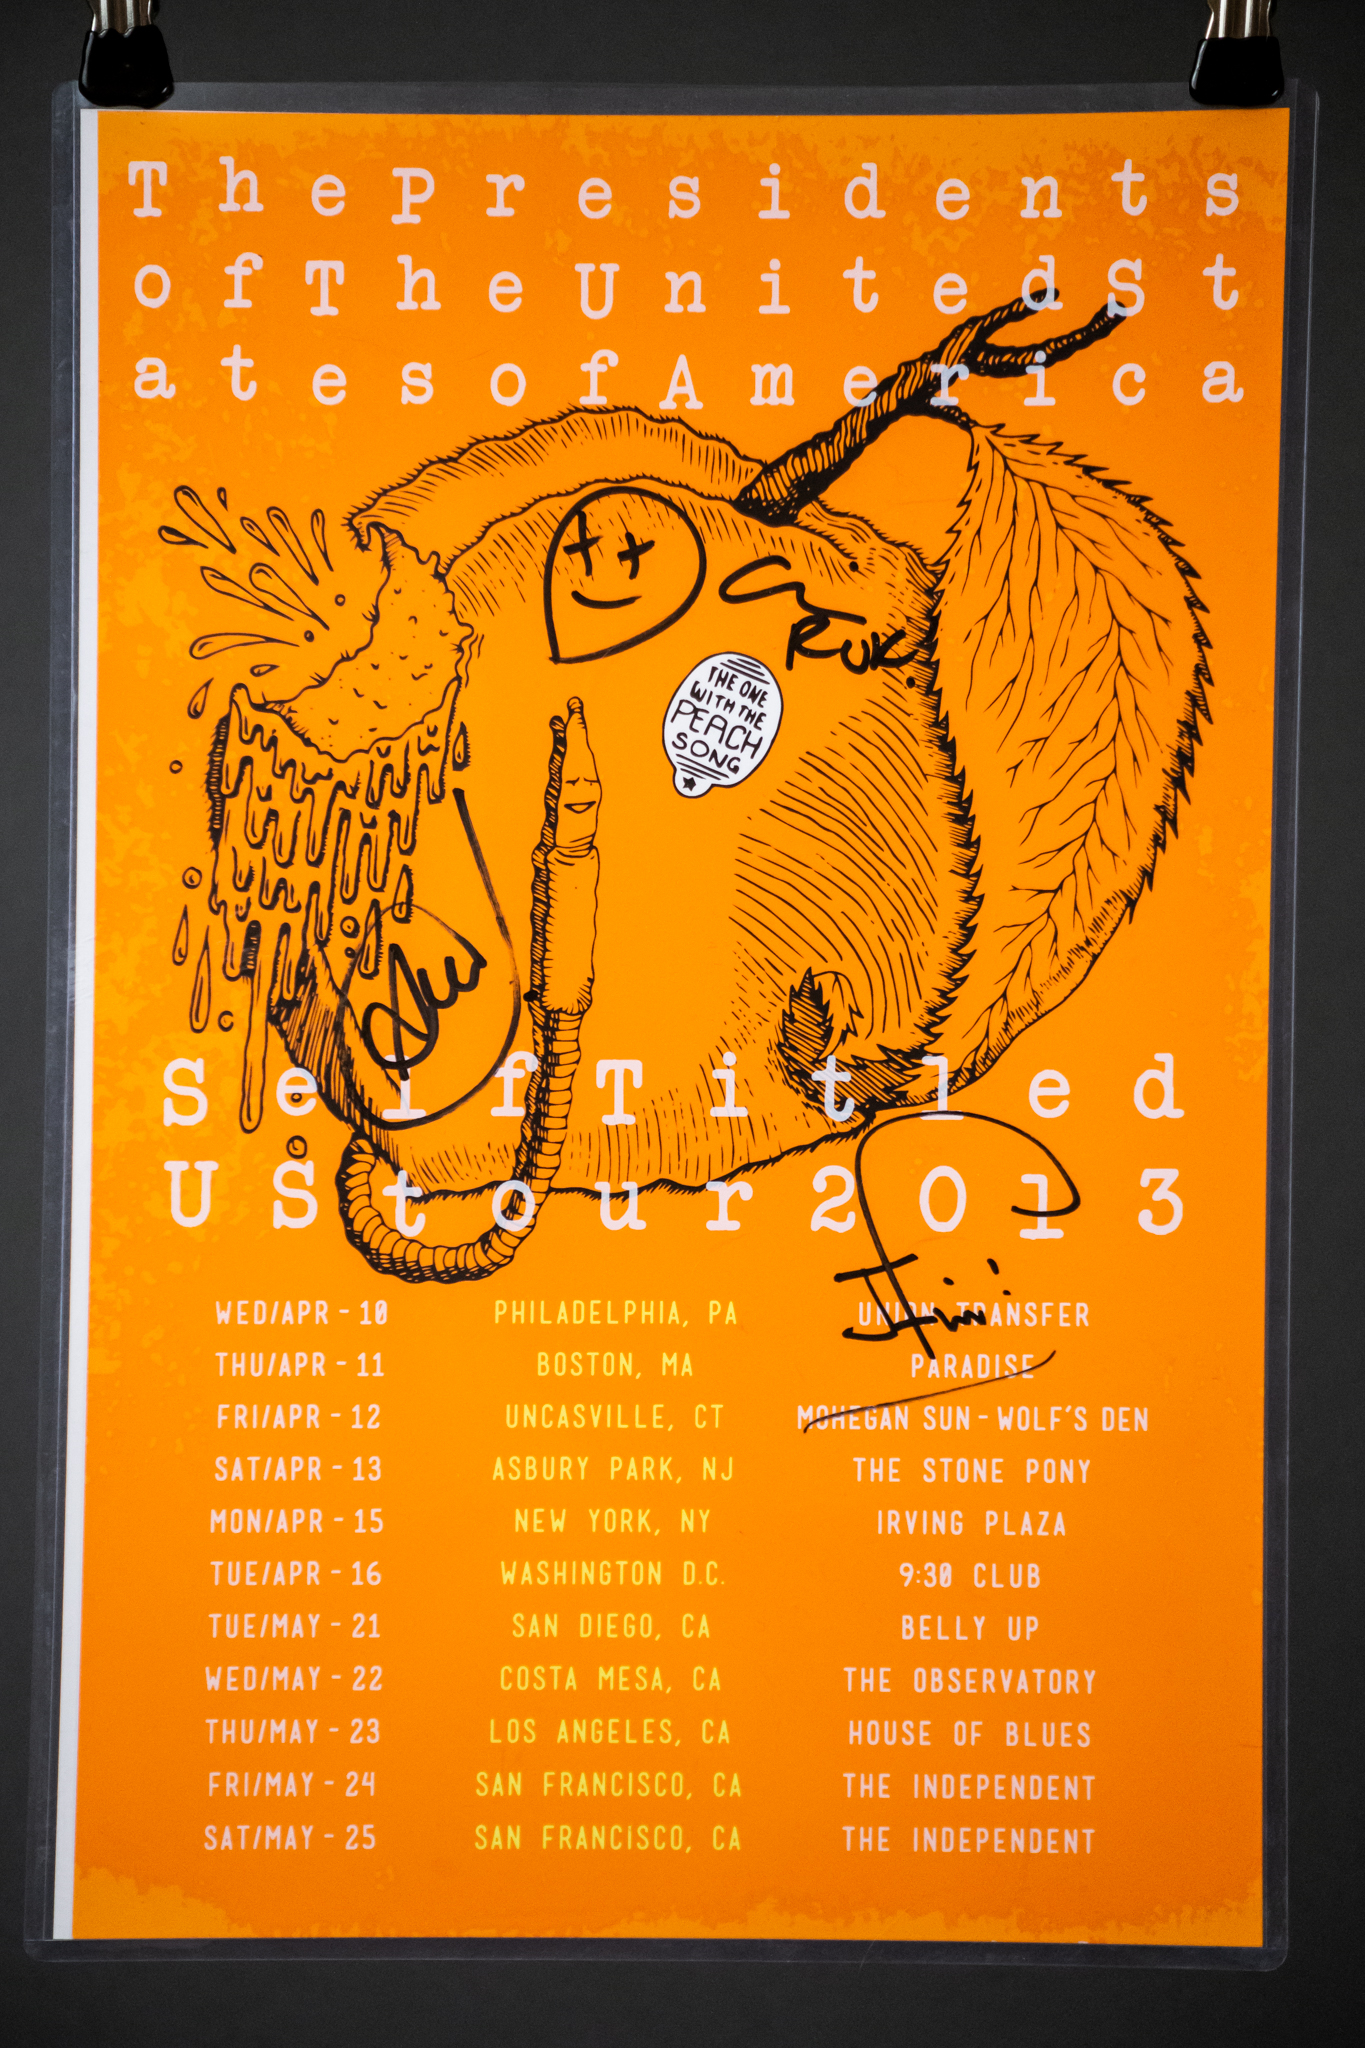 ThePresidents
ofTheUnitedSt
atesofAmerica
RUK.
THE ONE
WITH THE
PEACH
SONG
SelfTitled
UStour2013
WED/APR - 10 PHILADELPHIA, PA UNION TRANSFER
THU/APR - 11 BOSTON, MA PARADISE
FRI/APR - 12 UNCASVILLE, CT MOHEGAN SUN - WOLF'S DEN
SAT/APR - 13 ASBURY PARK, NJ THE STONE PONY
MON/APR - 15 NEW YORK, NY IRVING PLAZA
TUE/APR - 16 WASHINGTON D.C. 9:30 CLUB
TUE/MAY - 21 SAN DIEGO, CA BELLY UP
WED/MAY - 22 COSTA MESA, CA THE OBSERVATORY
THU/MAY - 23 LOS ANGELES, CA HOUSE OF BLUES
FRI/MAY - 24 SAN FRANCISCO, CA THE INDEPENDENT
SAT/MAY - 25 SAN FRANCISCO, CA THE INDEPENDENT